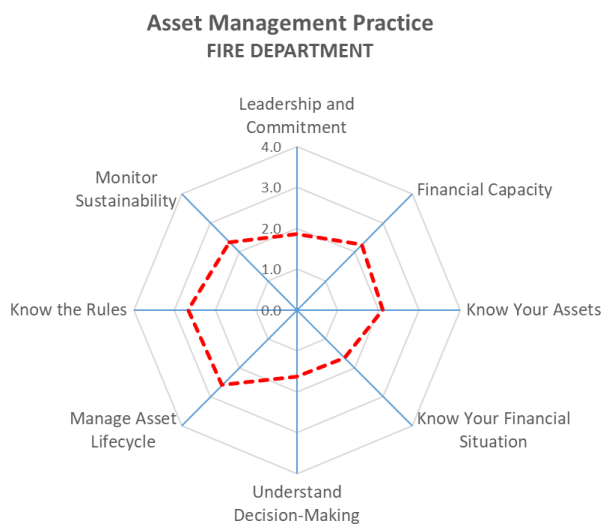 Asset Management Practice
FIRE DEPARTMENT
Leadership and
Commitment
4.0
3.0
2.0
1.0
0.0
Financial Capacity
Know Your Assets
Know Your Financial
Situation
Understand
Decision-Making
Manage Asset
Lifecycle
Know the Rules
Monitor
Sustainability